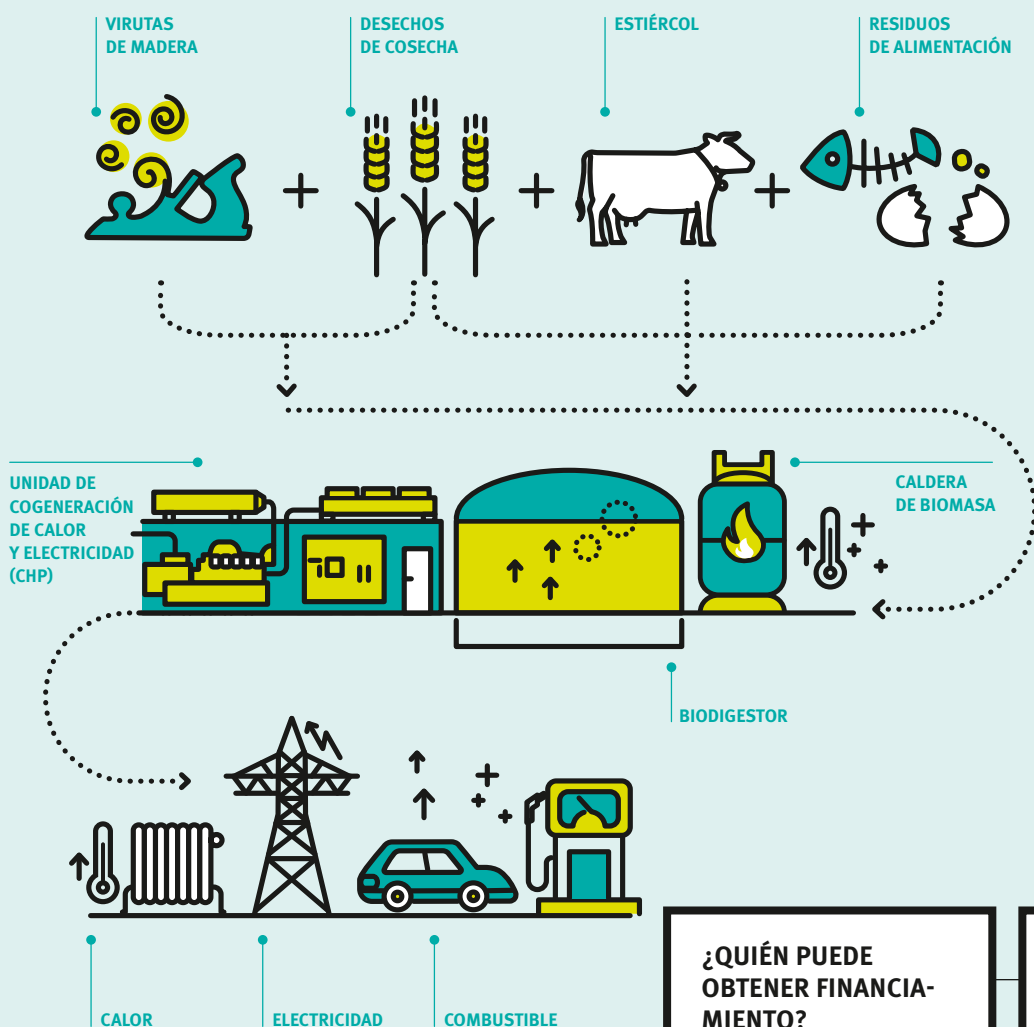 VIRUTAS
DE MADERA
DESECHOS
DE COSECHA
ESTIÉRCOL
RESIDUOS
DE ALIMENTACIÓN
UNIDAD DE
COGENERACIÓN
DE CALOR
Y ELECTRICIDAD
(CHP)
CALDERA
DE BIOMASA
BIODIGESTOR
CALOR
ELECTRICIDAD
COMBUSTIBLE
¿QUIÉN PUEDE
OBTENER FINANCIA-
MIENTO?